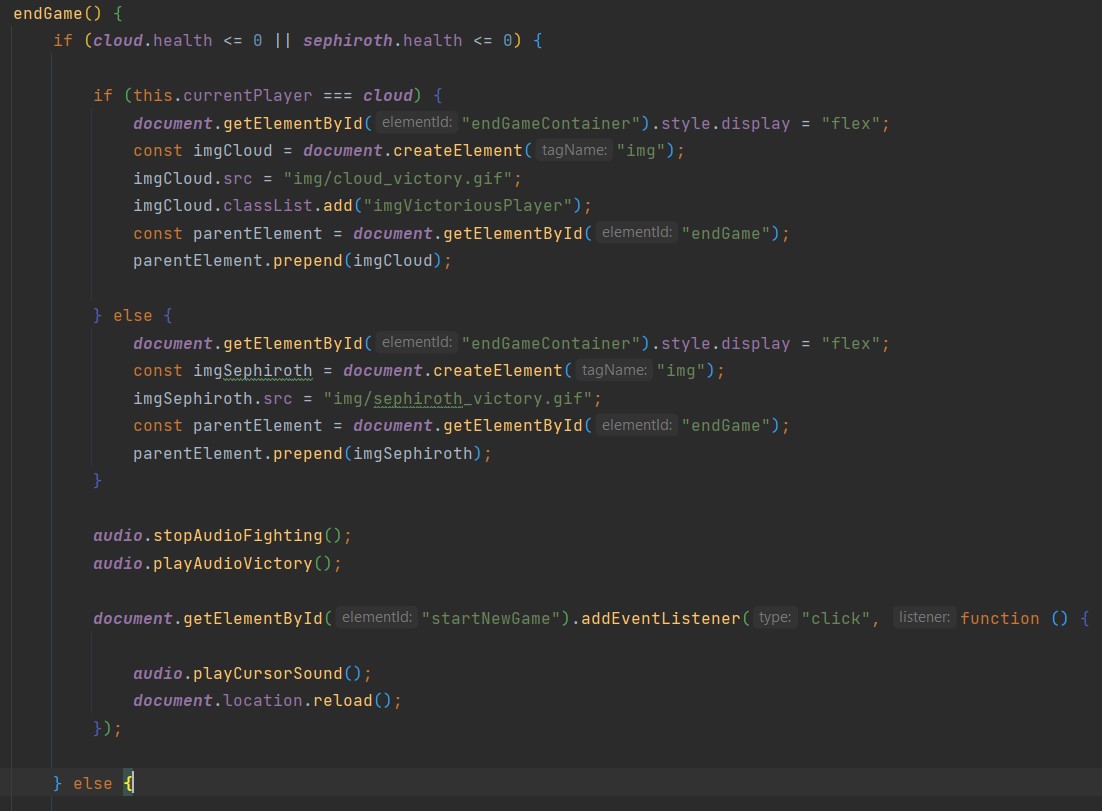 endGame() {
    if (cloud.health <= 0 || sephiroth.health <= 0) {

        if (this.currentPlayer === cloud) {
            document.getElementById( elementId: "endGameContainer").style.display = "flex";
            const imgCloud = document.createElement( tagName: "img");
            imgCloud.src = "img/cloud_victory.gif";
            imgCloud.classList.add("imgVictoriousPlayer");
            const parentElement = document.getElementById( elementId: "endGame");
            parentElement.prepend(imgCloud);

        } else {
            document.getElementById( elementId: "endGameContainer").style.display = "flex";
            const imgSephiroth = document.createElement( tagName: "img");
            imgSephiroth.src = "img/sephiroth_victory.gif";
            const parentElement = document.getElementById( elementId: "endGame");
            parentElement.prepend(imgSephiroth);
        }

        audio.stopAudioFighting();
        audio.playAudioVictory();

        document.getElementById( elementId: "startNewGame").addEventListener( type: "click", listener: function () {

            audio.playCursorSound();
            document.location.reload();
        });

    } else {